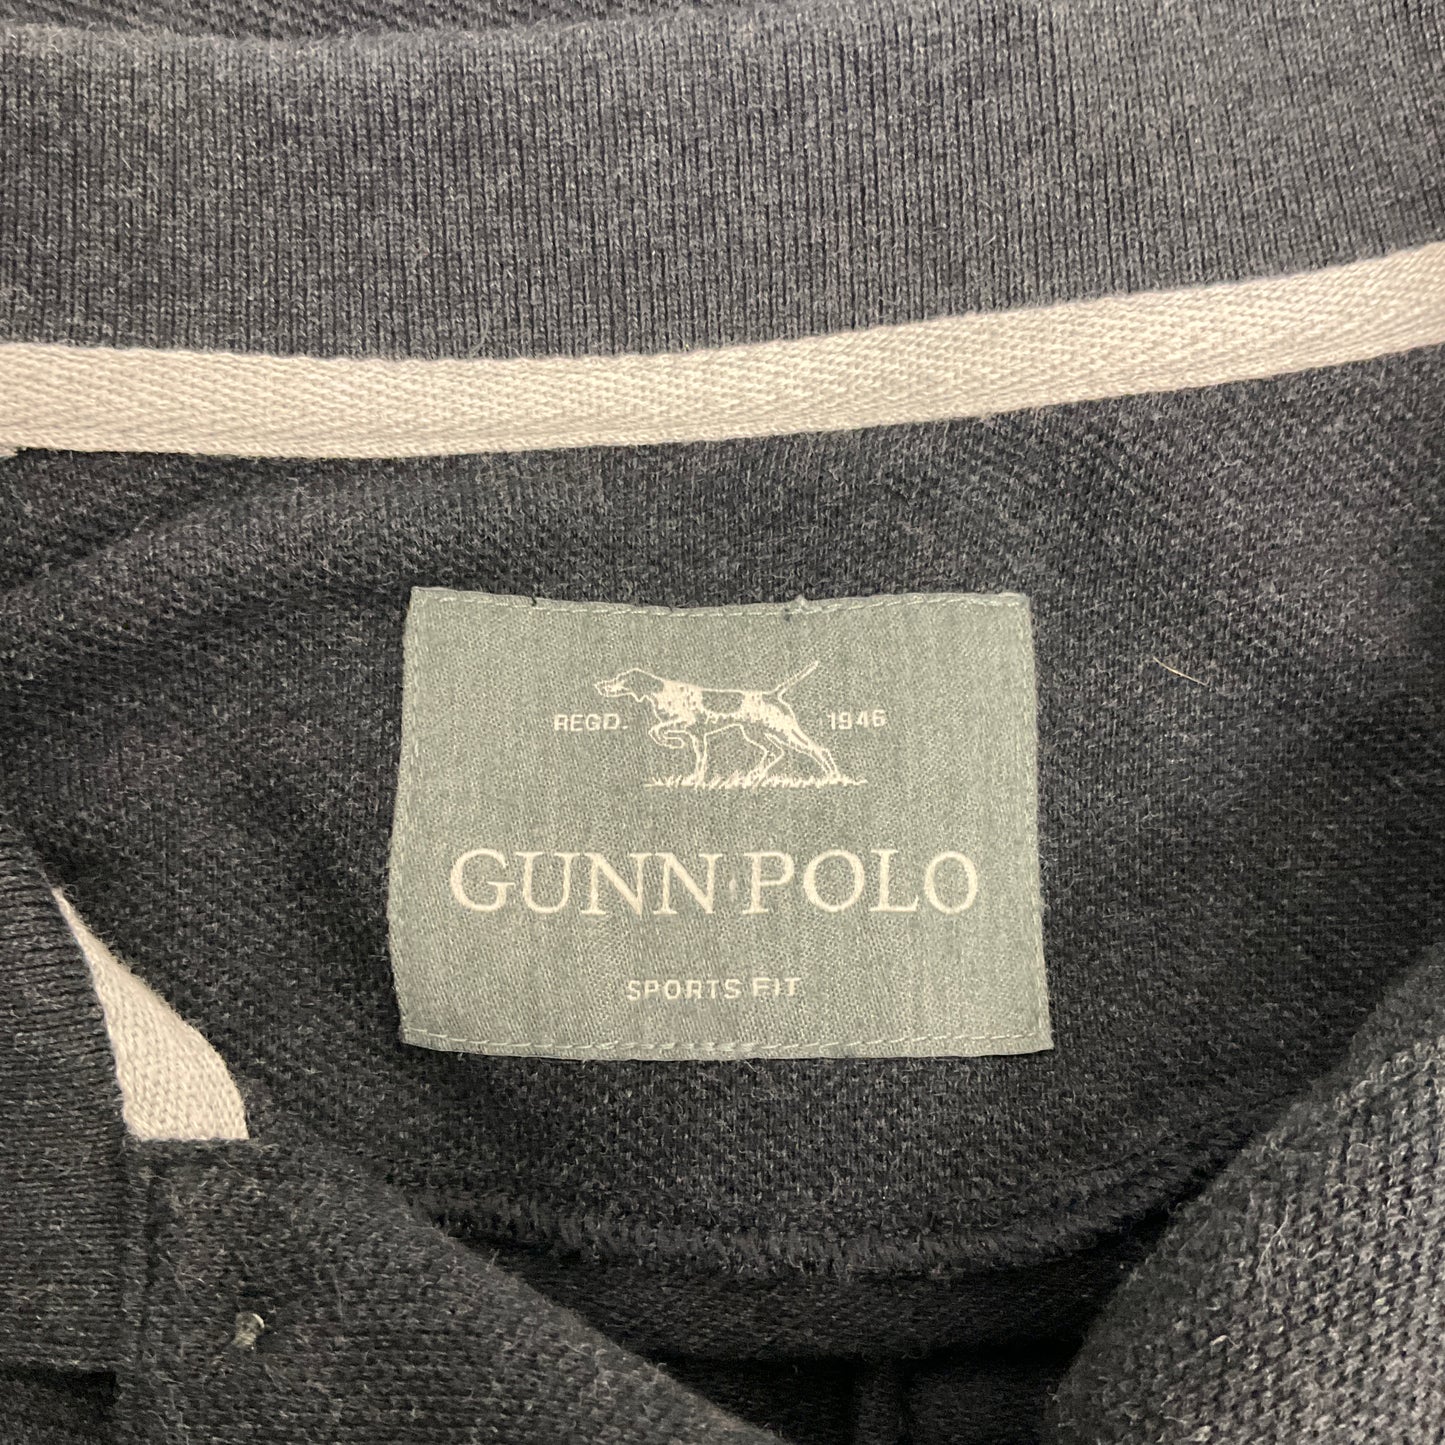 REGD. 1946
GUNN POLO
SPORTS FIT